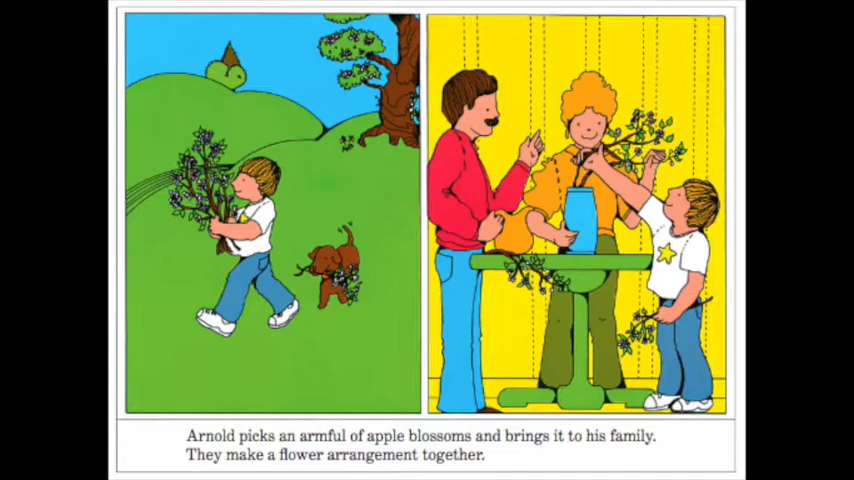 Arnold picks an armful of apple blossoms and brings it to his family.
They make a flower arrangement together.